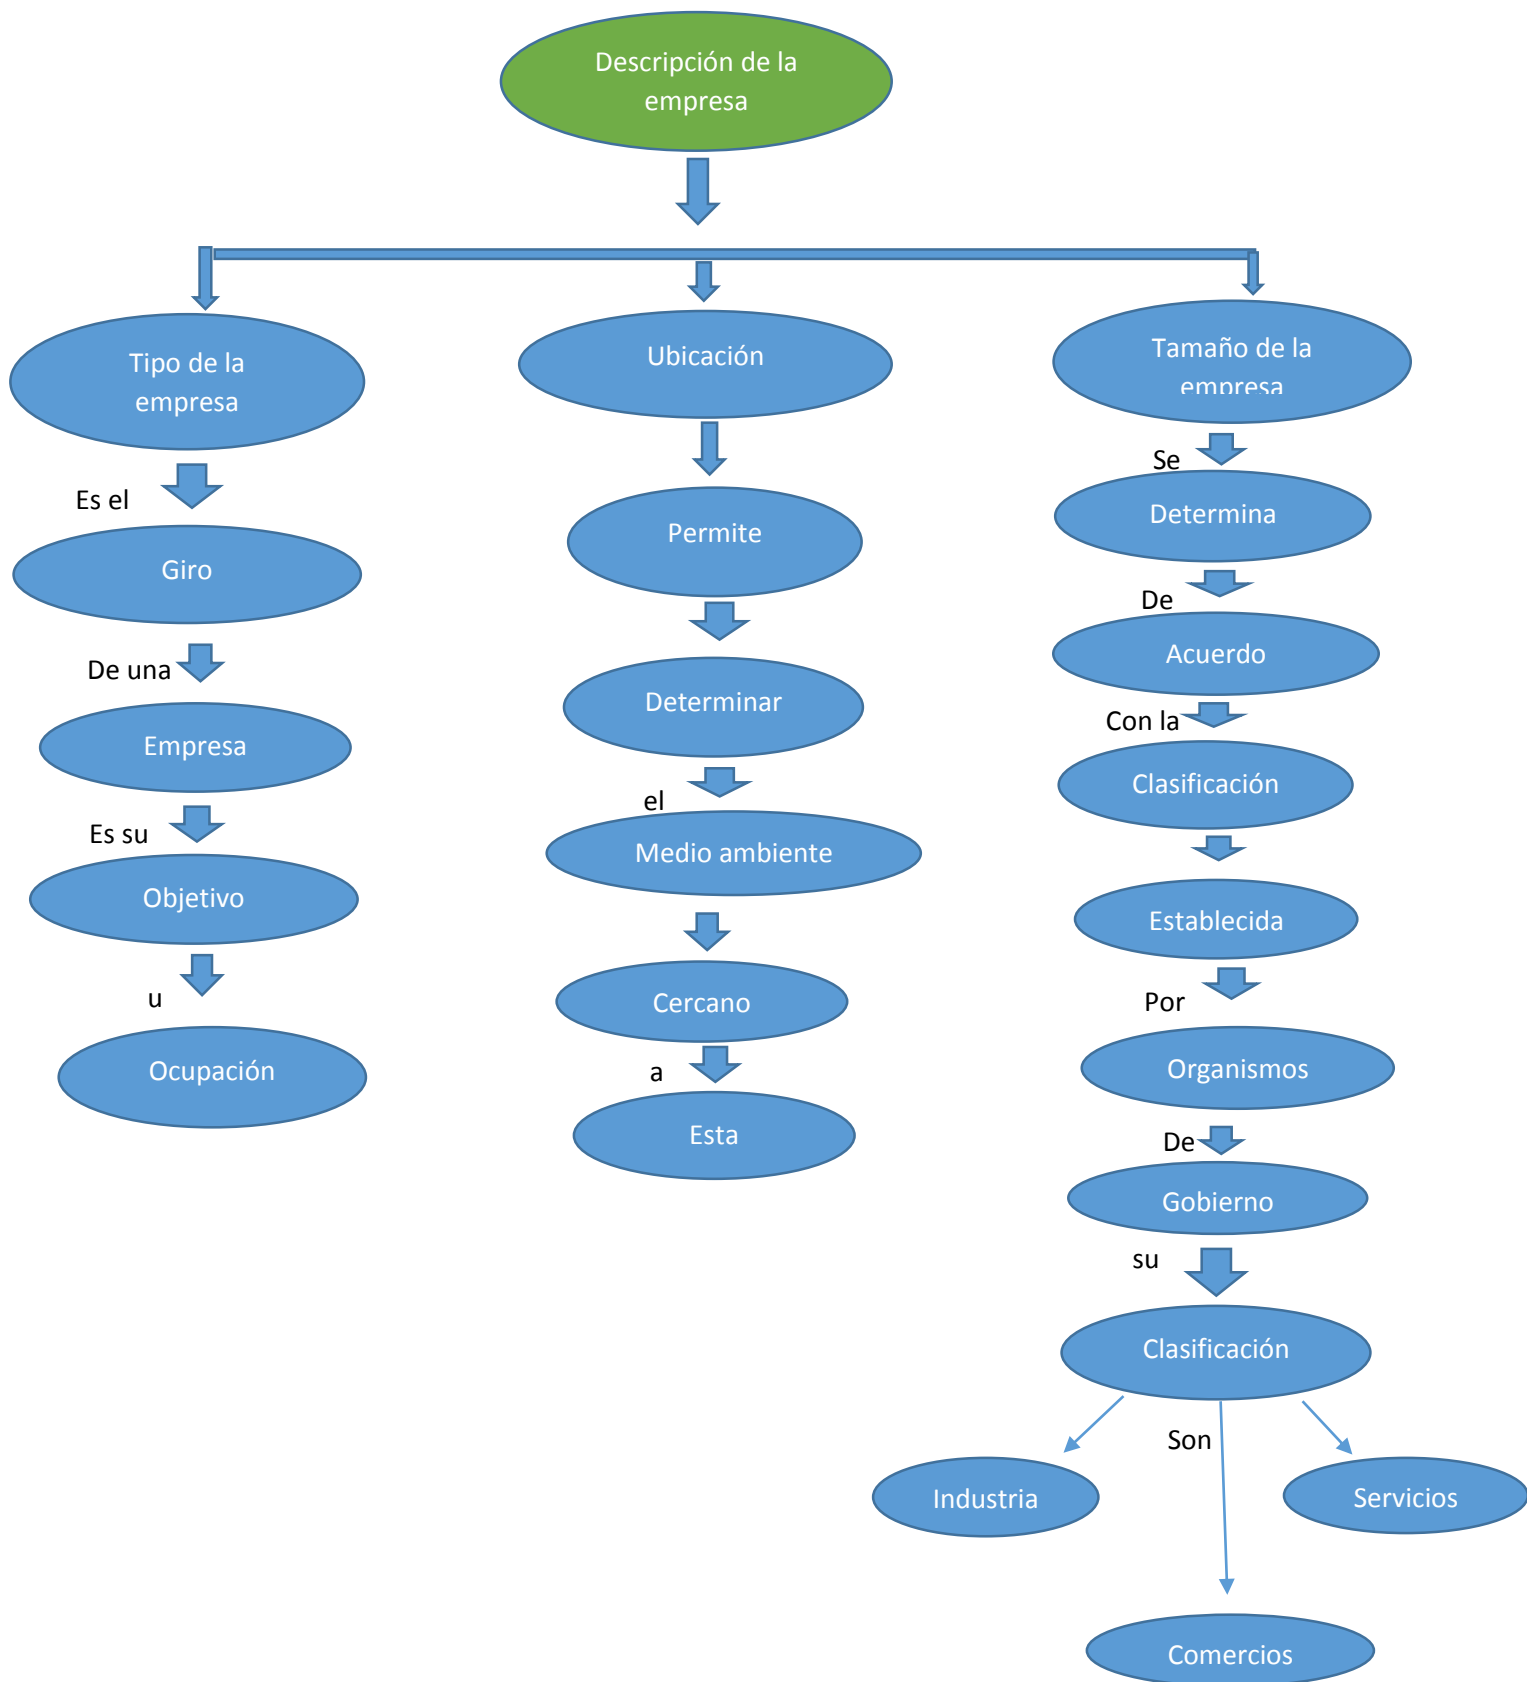 Descripción de la
empresa
Tipo de la
empresa
Es el
Giro
De una
Empresa
Es su
Objetivo
u
Ocupación
Ubicación
Permite
Determinar
el
Medio ambiente
Cercano
a
Esta
Tamaño de la
empresa
Se
Determina
De
Acuerdo
Con la
Clasificación
Establecida
Por
Organismos
De
Gobierno
su
Clasificación
Son
Industria
Servicios
Comercios